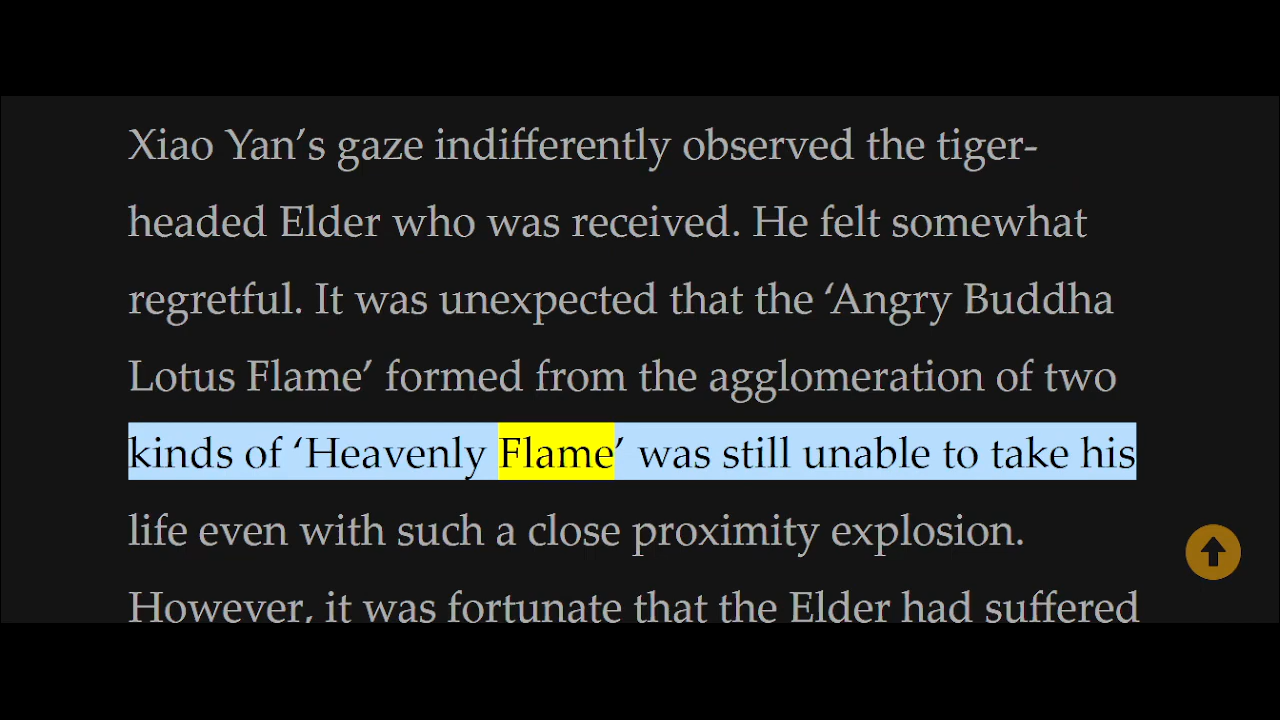 Xiao Yan’s gaze indifferently observed the tiger-
headed Elder who was received. He felt somewhat
regretful. It was unexpected that the ‘Angry Buddha
Lotus Flame’ formed from the agglomeration of two
kinds of ‘Heavenly Flame’ was still unable to take his
life even with such a close proximity explosion.
However, it was fortunate that the Elder had suffered